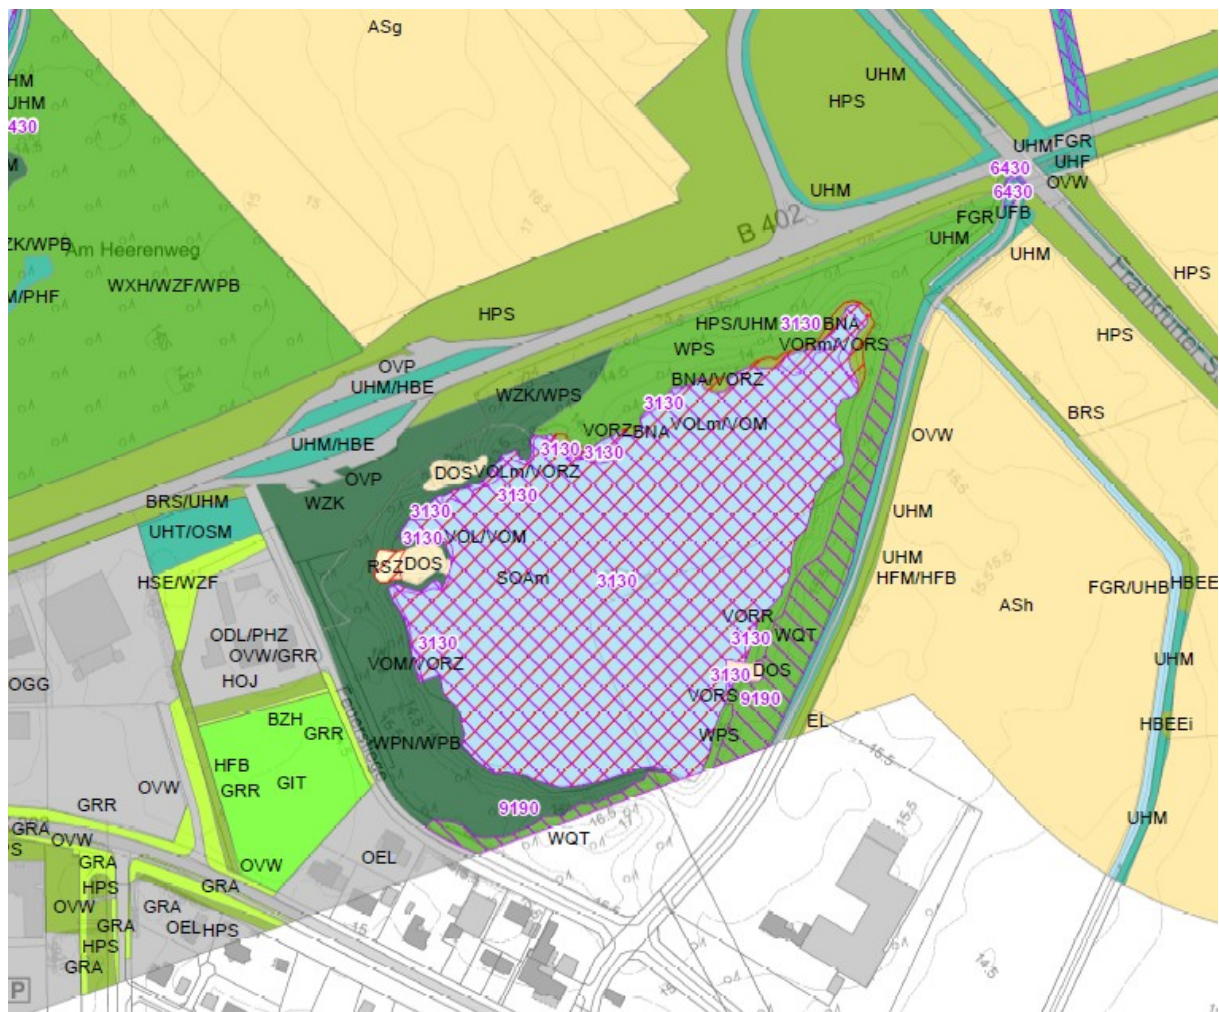 ASg
UHM
HPS
HM
UHM
430
UHM
FGR
UHF
6430
OVW
6430
UHM
M
B 402
FGR
UFB
UHM
UHM
ZK/WPB
Am Heerenweg
WXH/WZF/WPB
M/PHF
Frankfurter S
HPS
HPS
HPS/UHM
3130
BNA
HPS
WPS
VORm/VORS
OVP
UHM/HBE
BNA/VORZ
WZK/WPS
3130
BRS
VORZ
BNA
VOLm/VOM
OVW
UHM/HBE
3130
3130
DOS
VOLm/VORZ
OVP
3130
BRS/UHM
WZK
3130
UHM
UHT/OSM
3130
VOL/VOM
UHM
RSZ
DOS
SOAm
3130
HFM/HFB
HSE/WZF
ASh
FGR/UHB
HBEE
VORR
ODL/PHZ
3130
WQT
3130
OVW/GRR
VOM/VORZ
UHM
OGG
HOJ
3130
DOS
VORS
9190
BZH
GRR
EL
HBEEi
WPN/WPB
WPS
Feuerstiege
HFB
GRR
GIT
OVW
GRR
9190
UHM
GRA
OVW
WQT
PS
GRA
OVW
OEL
HPS
GRA
OVW
GRA
GRA
OEL
HPS
HPS
GRA
P